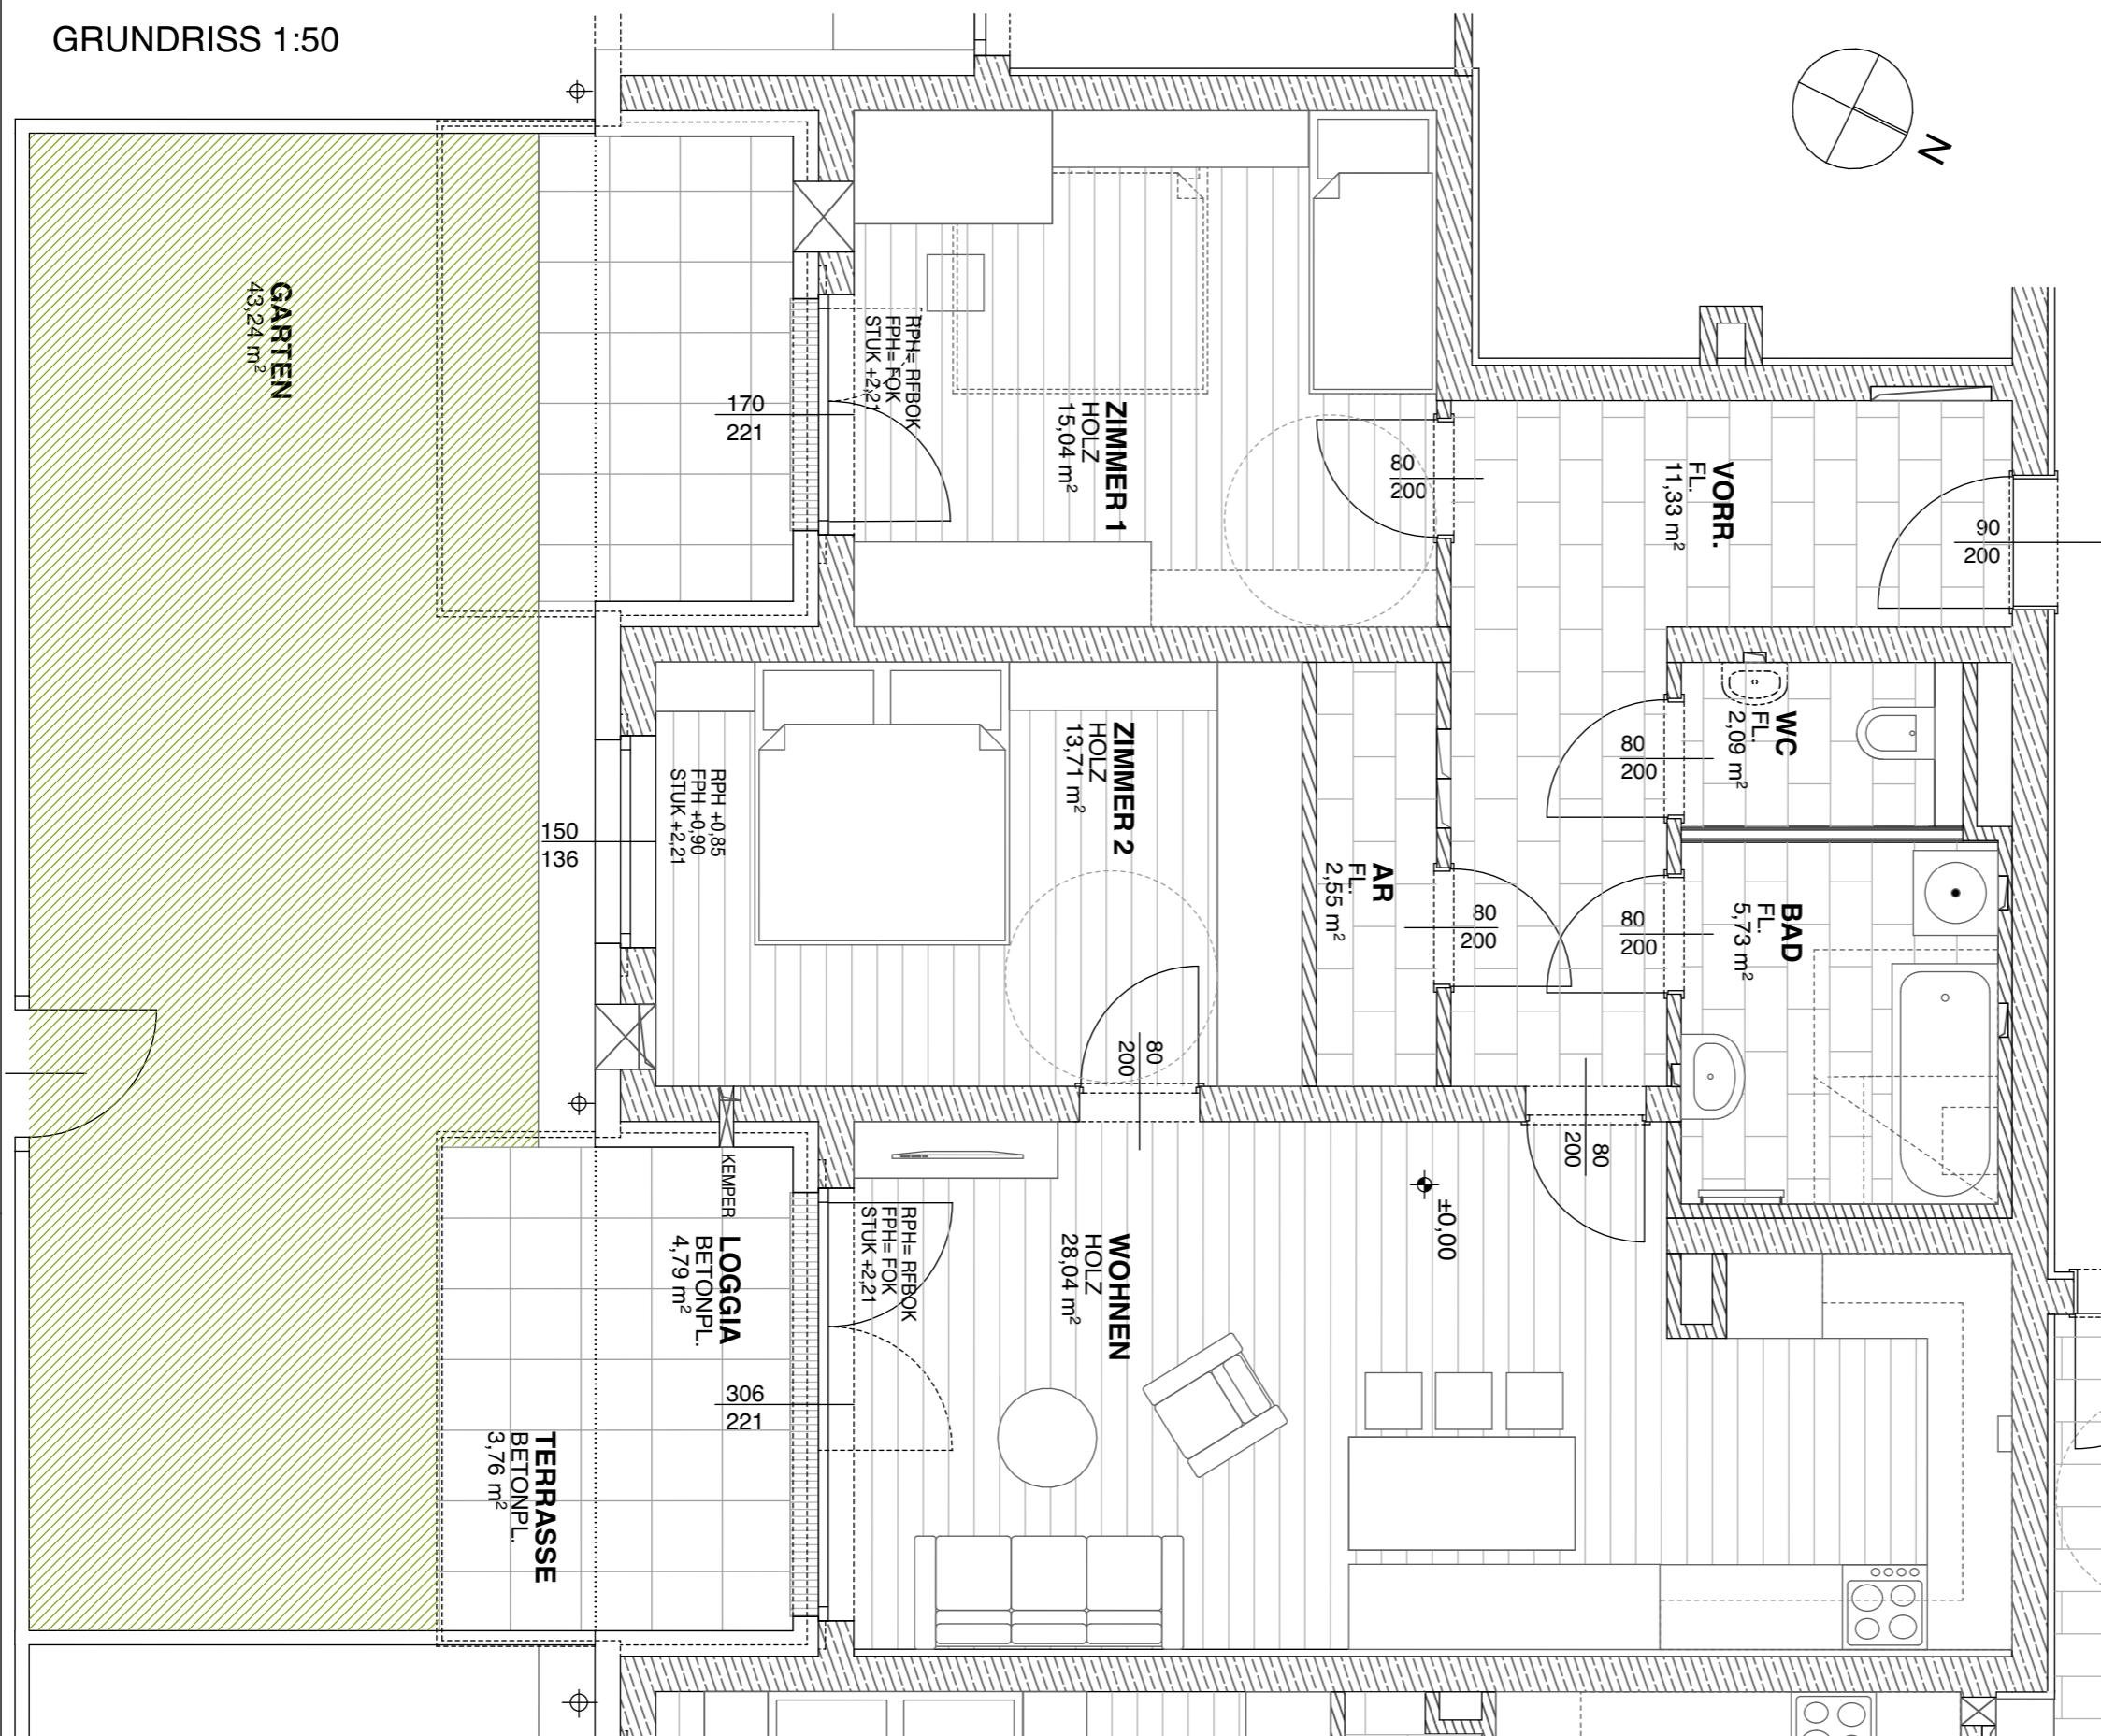 GRUNDRISS 1:50
N
GARTEN
43,24 m²
170
221
RPH= RFBOK
FPH= FOK
STUK +2,21
ZIMMER 1
HOLZ
15,04 m²
80
200
VORR.
FL.
11,33 m²
90
200
150
136
RPH +0,85
FPH +0,90
STUK +2,21
ZIMMER 2
HOLZ
13,71 m²
80
200
AR
FL.
2,55 m²
80
200
WC
FL.
2,09 m²
80
200
BAD
FL.
5,73 m²
80
200
80
200
KEMPER
LOGGIA
BETONPL.
4,79 m²
RPH= RFBOK
FPH= FOK
STUK +2,21
306
221
TERRASSE
BETONPL.
3,76 m²
WOHNEN
HOLZ
28,04 m²
±0,00